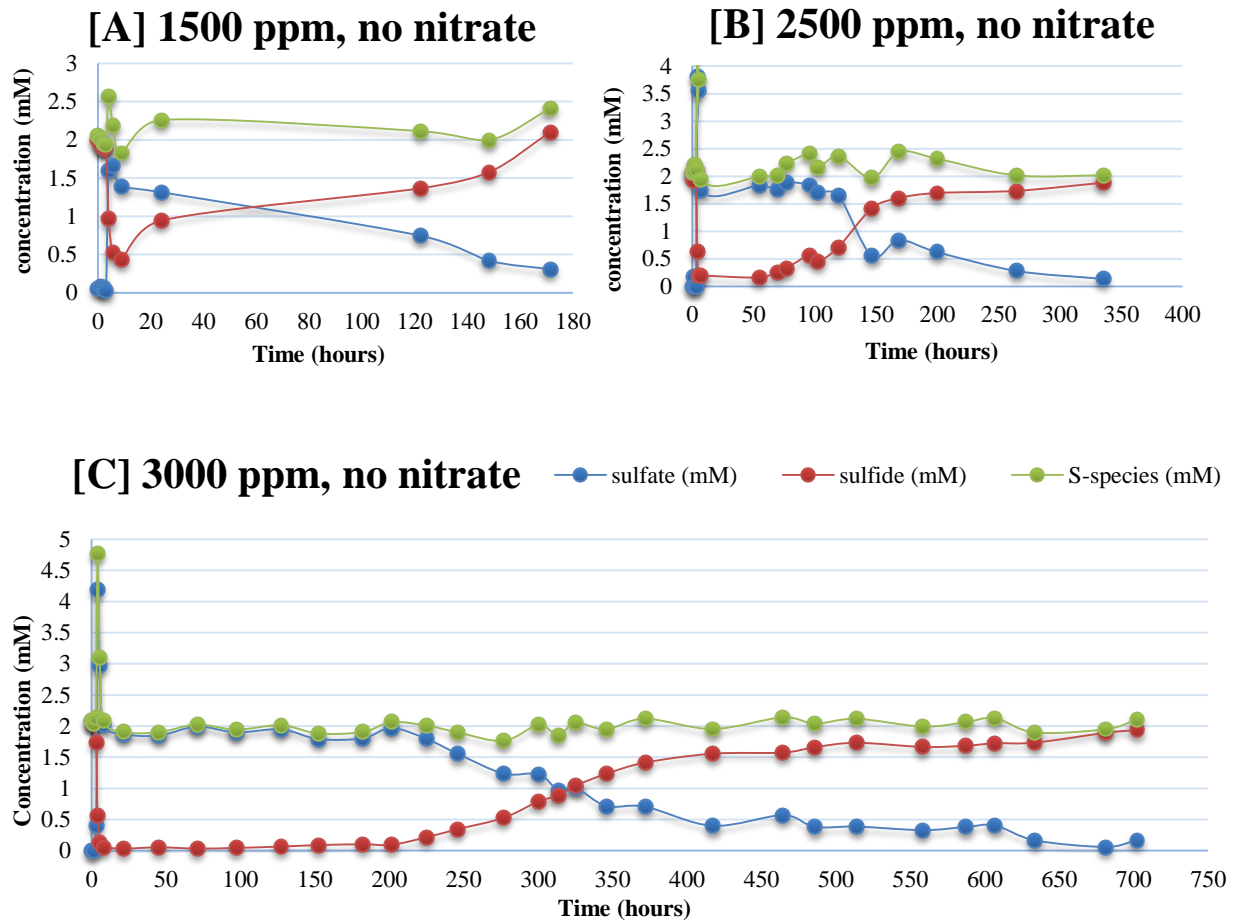 [A] 1500 ppm, no nitrate
concentration (mM)
3
2.5
2
1.5
1
0.5
0
0 20 40 60 80 100 120 140 160 180
Time (hours)
[B] 2500 ppm, no nitrate
concentration (mM)
4
3.5
3
2.5
2
1.5
1
0.5
0
0 50 100 150 200 250 300 350 400
Time (hours)
[C] 3000 ppm, no nitrate
sulfate (mM) sulfide (mM) S-species (mM)
Concentration (mM)
5
4.5
4
3.5
3
2.5
2
1.5
1
0.5
0
0 50 100 150 200 250 300 350 400 450 500 550 600 650 700 750
Time (hours)